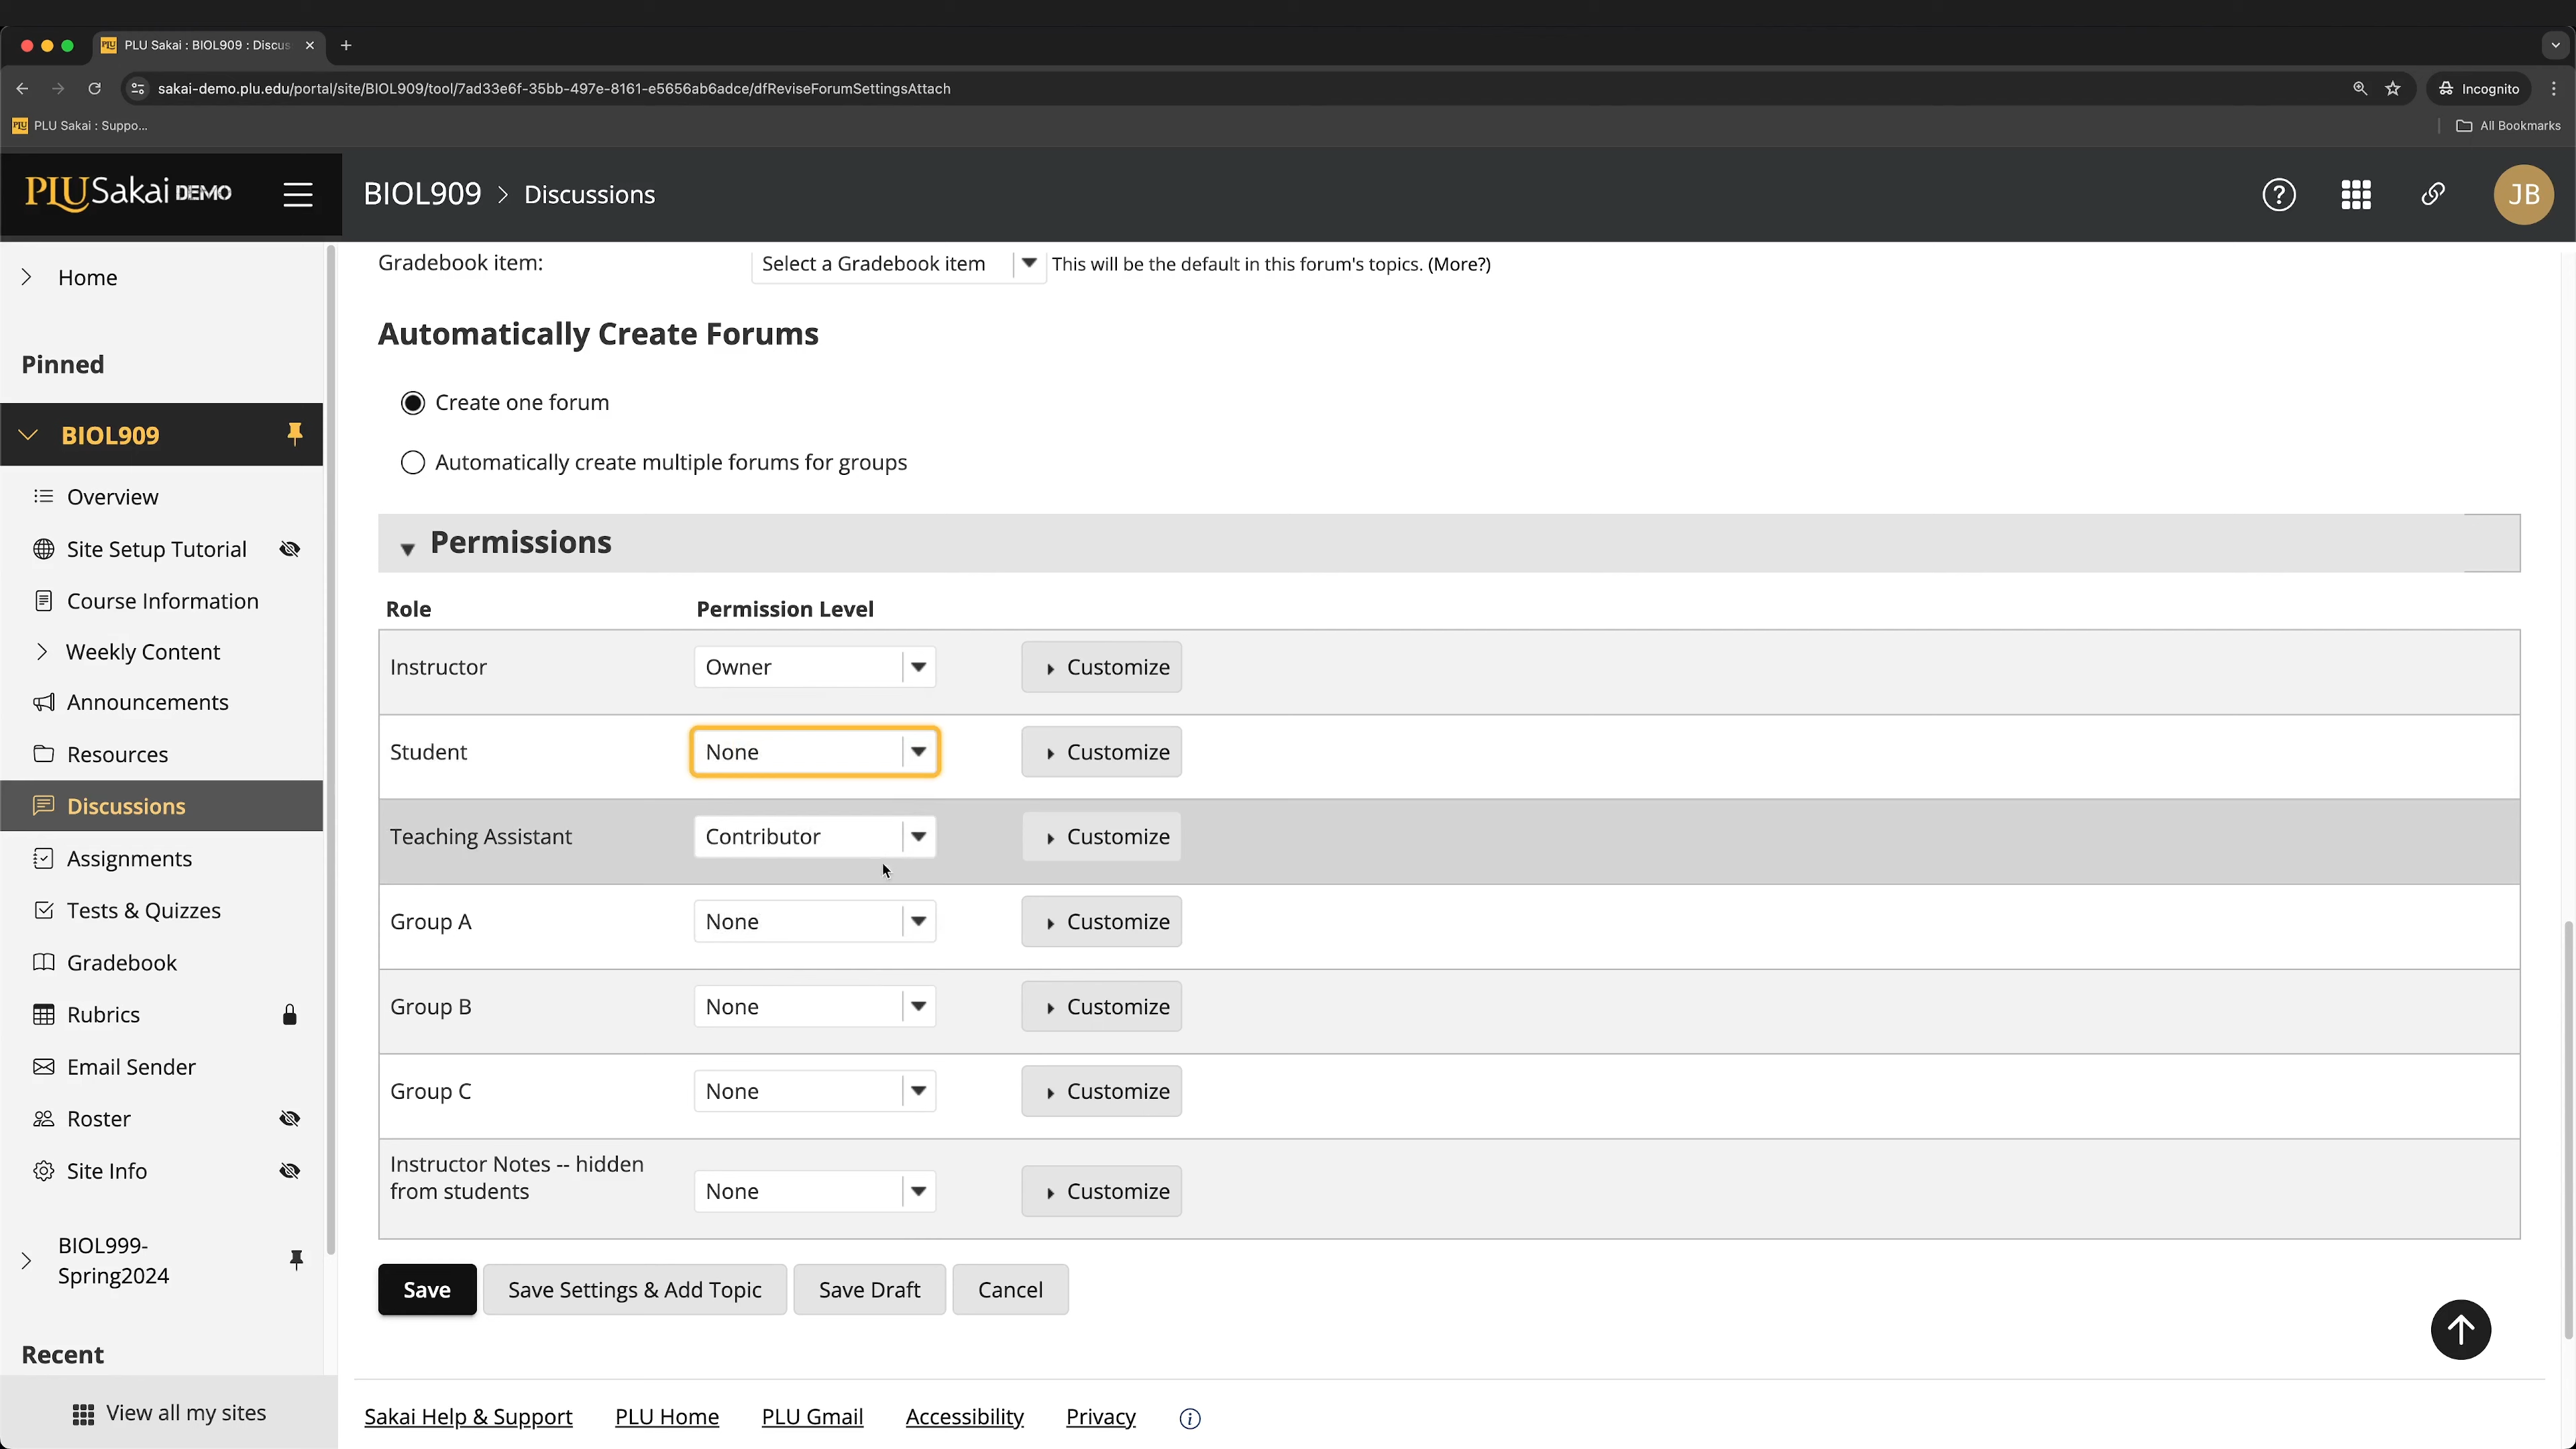 PLU Sakai : BIOL909 : Discus
sakai-demo.plu.edu/portal/site/BIOL909/tool/7ad33e6f-35bb-497e-8161-e5656ab6adce/dfReviseForumSettingsAttach
Incognito
PLU Sakai : Suppo...
All Bookmarks
PLU Sakai DEMO
BIOL909 > Discussions
JB
Home
Pinned
BIOL909
Overview
Site Setup Tutorial
Course Information
Weekly Content
Announcements
Resources
Discussions
Assignments
Tests & Quizzes
Gradebook
Rubrics
Email Sender
Roster
Site Info
BIOL999-
Spring2024
Recent
View all my sites
Gradebook item: Select a Gradebook item This will be the default in this forum's topics. (More?)
Automatically Create Forums
Create one forum
Automatically create multiple forums for groups
Permissions
Role Permission Level
Instructor Owner Customize
Student None Customize
Teaching Assistant Contributor Customize
Group A None Customize
Group B None Customize
Group C None Customize
Instructor Notes -- hidden
from students None Customize
Save Save Settings & Add Topic Save Draft Cancel
Sakai Help & Support PLU Home PLU Gmail Accessibility Privacy